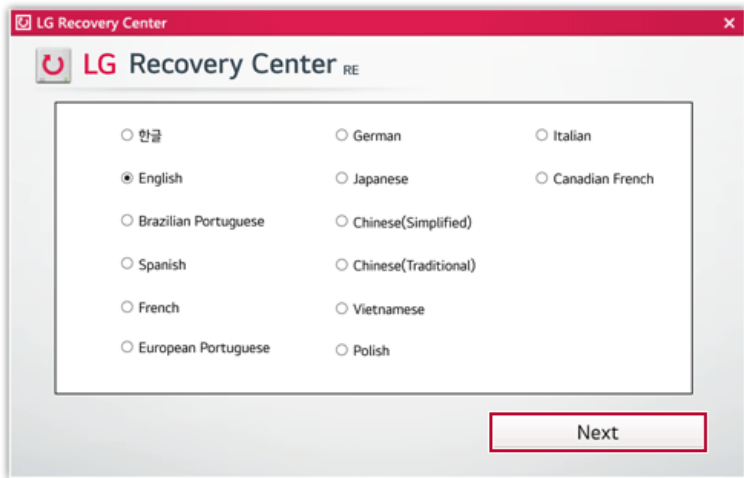 LG Recovery Center
LG Recovery Center RE
한글
English
Brazilian Portuguese
Spanish
French
European Portuguese
German
Japanese
Chinese(Simplified)
Chinese(Traditional)
Vietnamese
Polish
Italian
Canadian French
Next